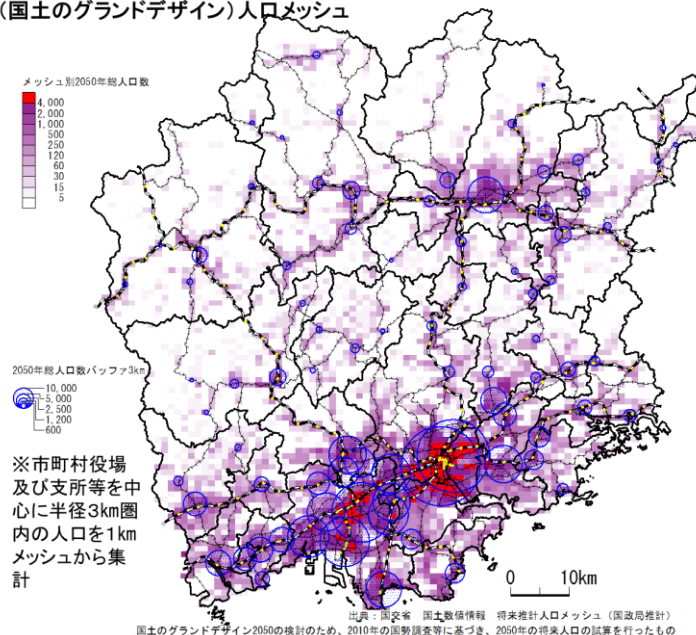 (国土のグランドデザイン)人口メッシュ
メッシュ別2050年総人口数
4,000
2,000
1,000
500
250
120
60
30
15
5
2050年総人口数バッファ3km
10,000
5,000
2,500
1,200
600
※市町村役場
及び支所等を中
心に半径3km圏
内の人口を1km
メッシュから集
計
0 10km
出典:国交省 国土数値情報 将来推計人口メッシュ(国政局推計)
国土のグランドデザイン2050の検討のため、2010年の国勢調査等に基づき、2050年の将来人口の試算を行ったもの